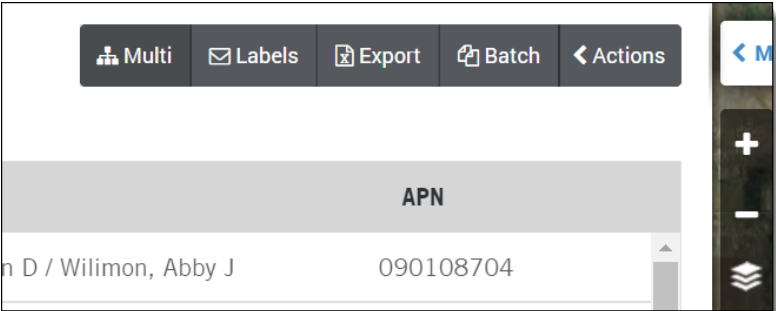 Multi Labels Export Batch Actions M
APN
n D / Wilimon, Abby J 090108704